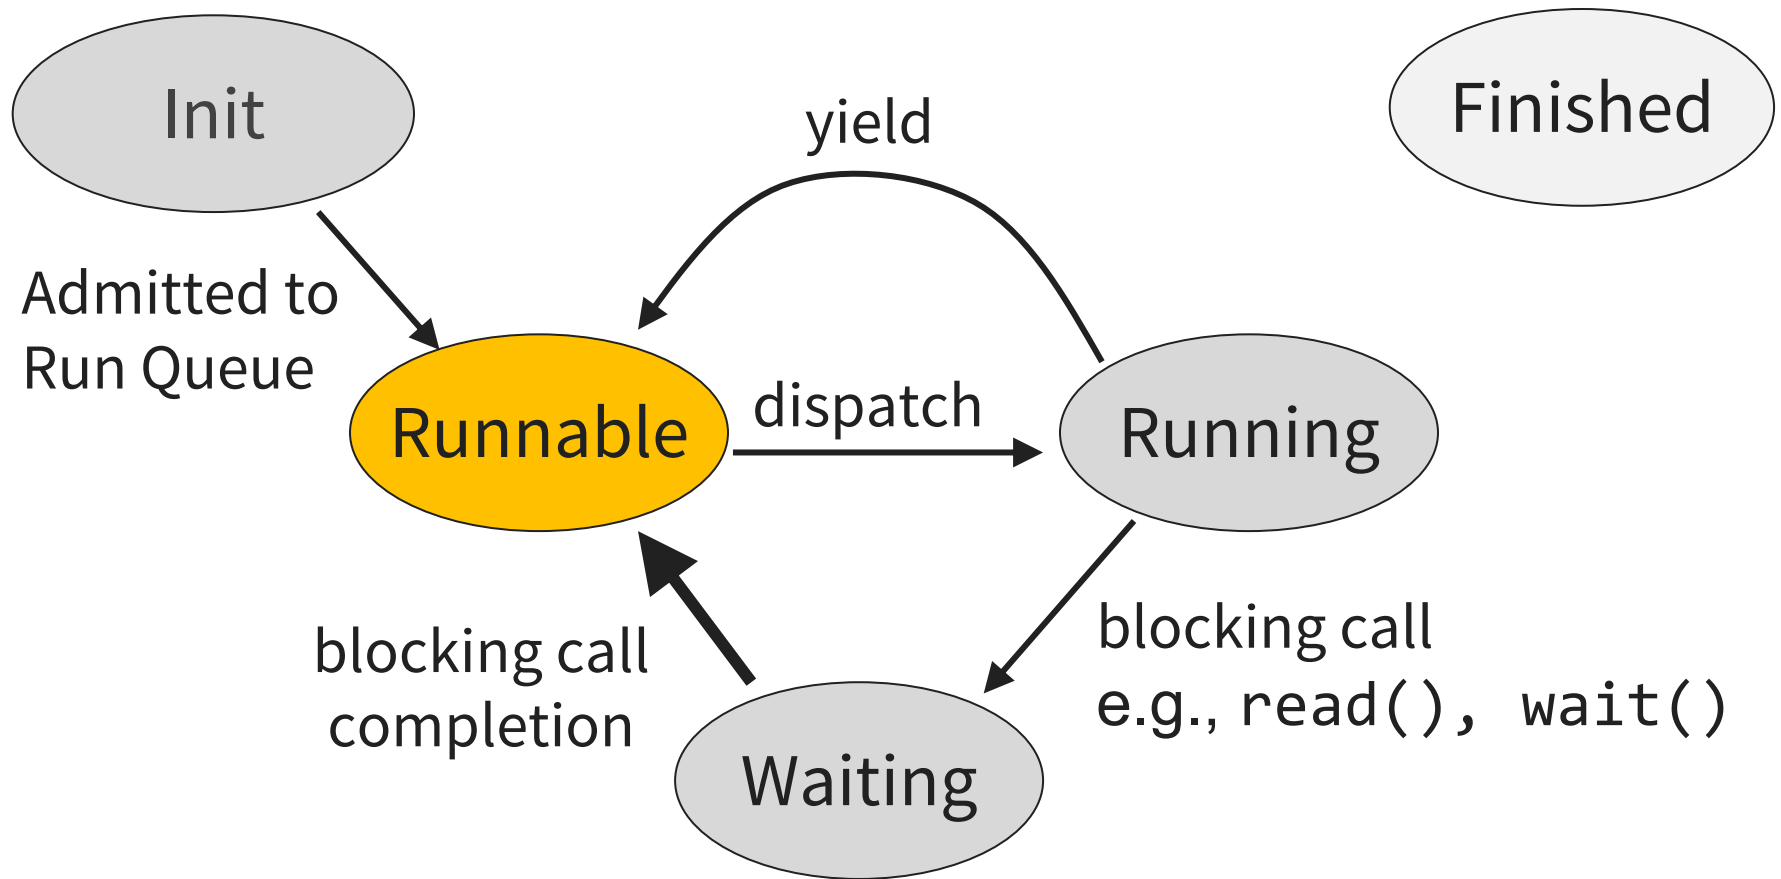 Init
Finished
yield
Admitted to
Run Queue
dispatch
Runnable
Running
blocking call
completion
blocking call
e.g., read(), wait()
Waiting